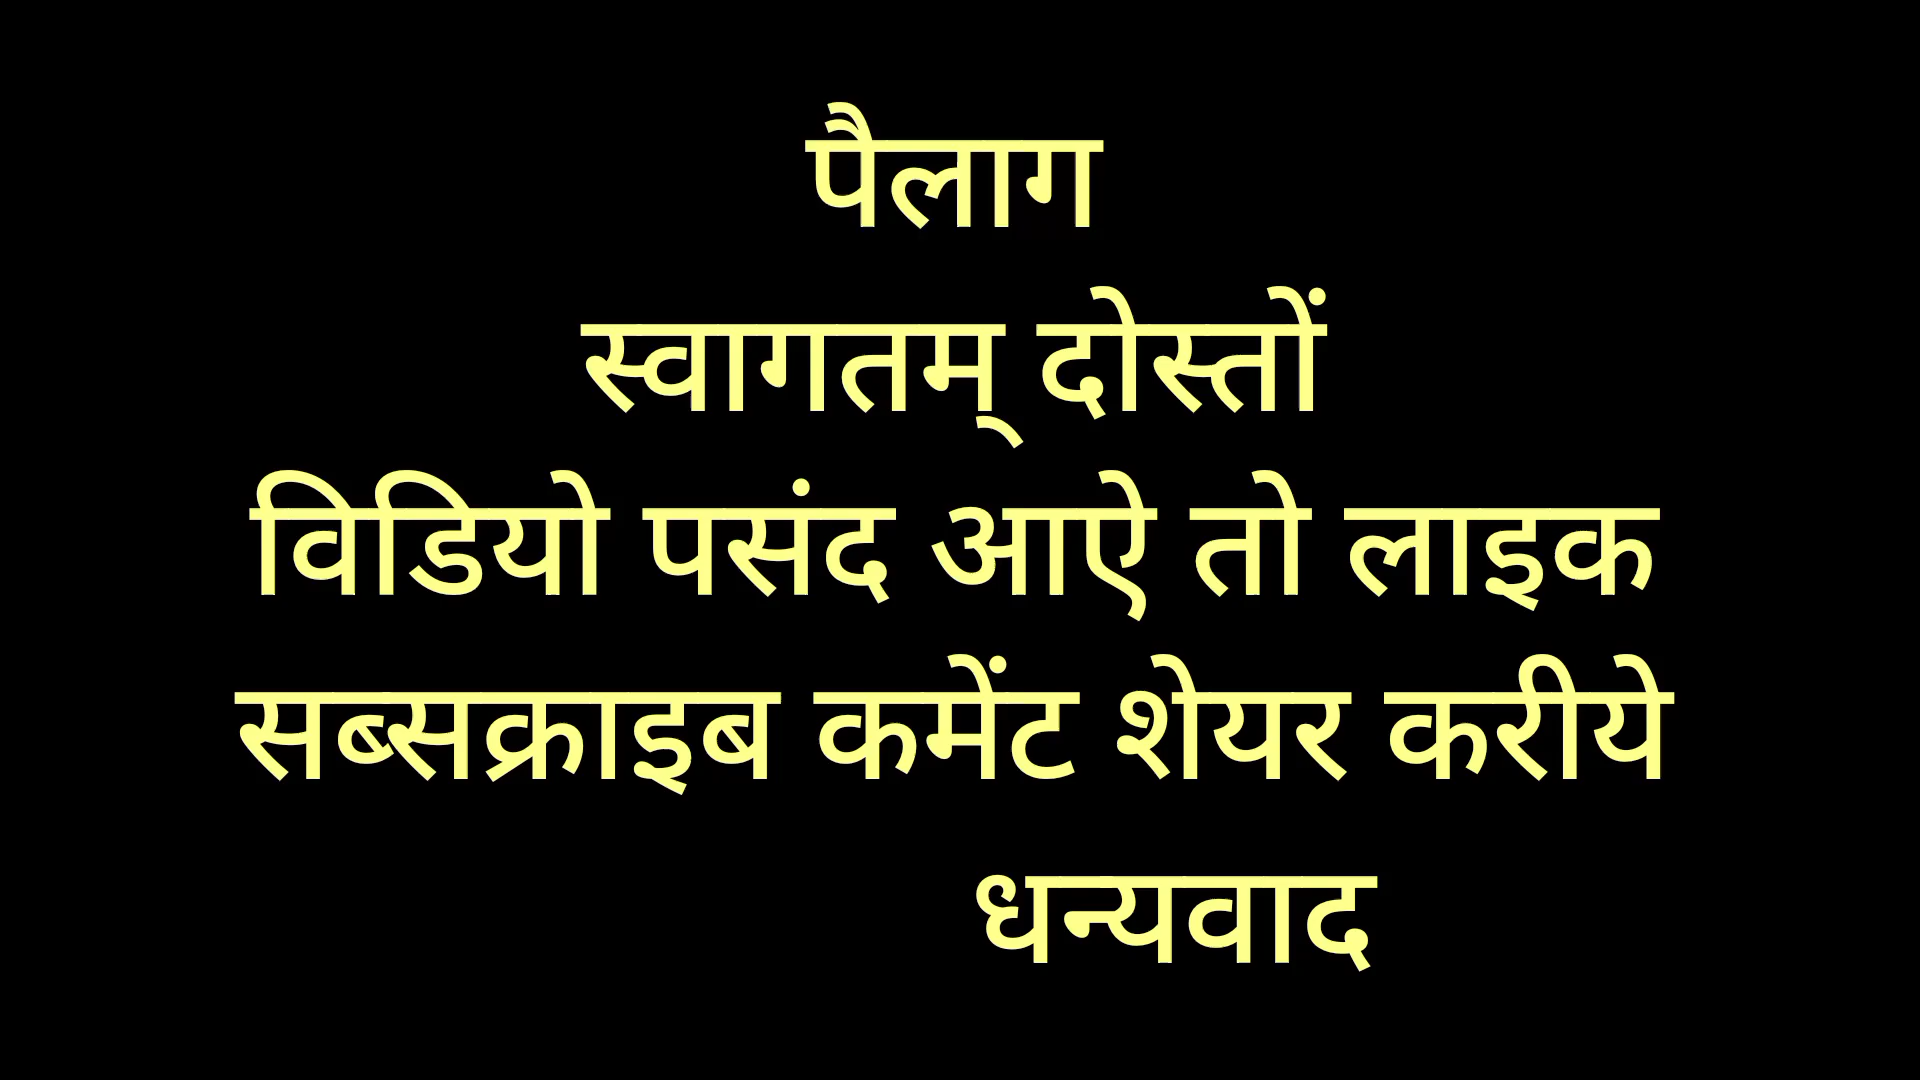 पैलाग
स्वागतम् दोस्तों
विडियो पसंद आऐ तो लाइक
सब्सक्राइब कमेंट शेयर करीये
धन्यवाद